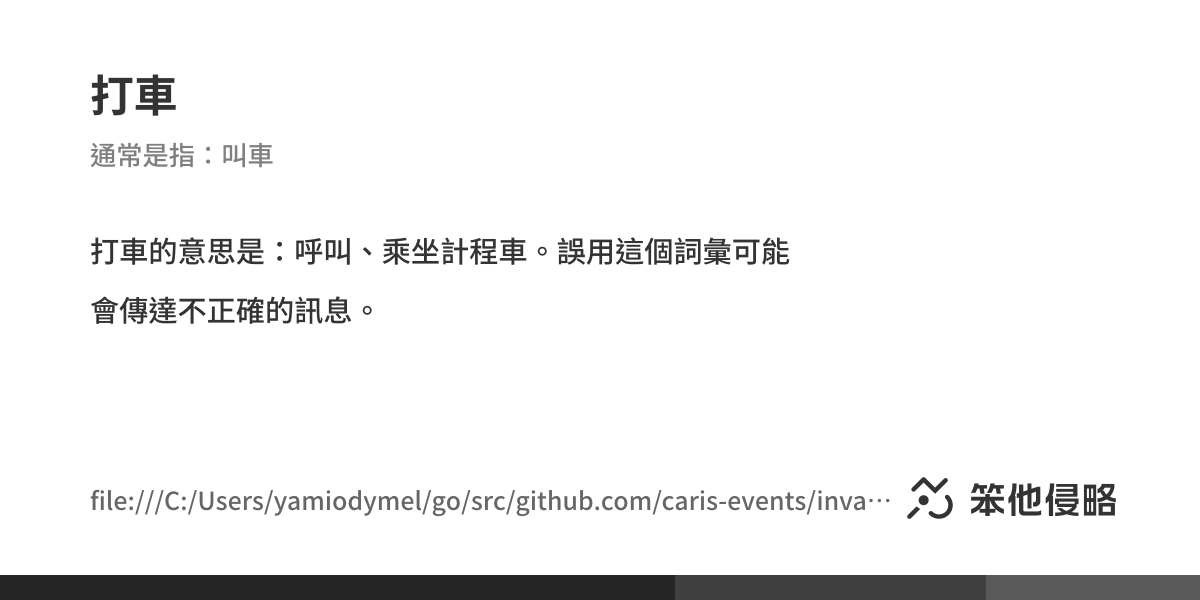 打車
通常是指：叫車
打車的意思是：呼叫、乘坐計程車。誤用這個詞彙可能
會傳達不正確的訊息。
file:///C:/Users/yamiodymel/go/src/github.com/caris-events/inva⋯
笨他侵略